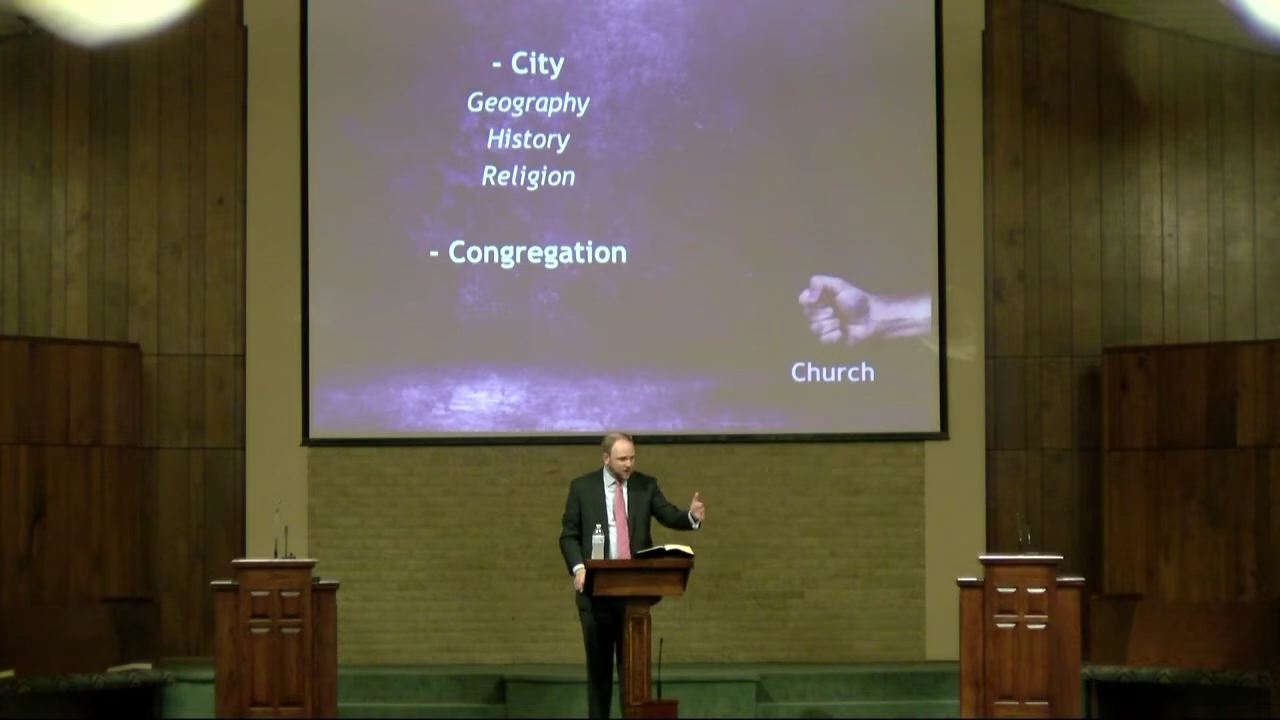 - City
Geography
History
Religion
- Congregation
Church